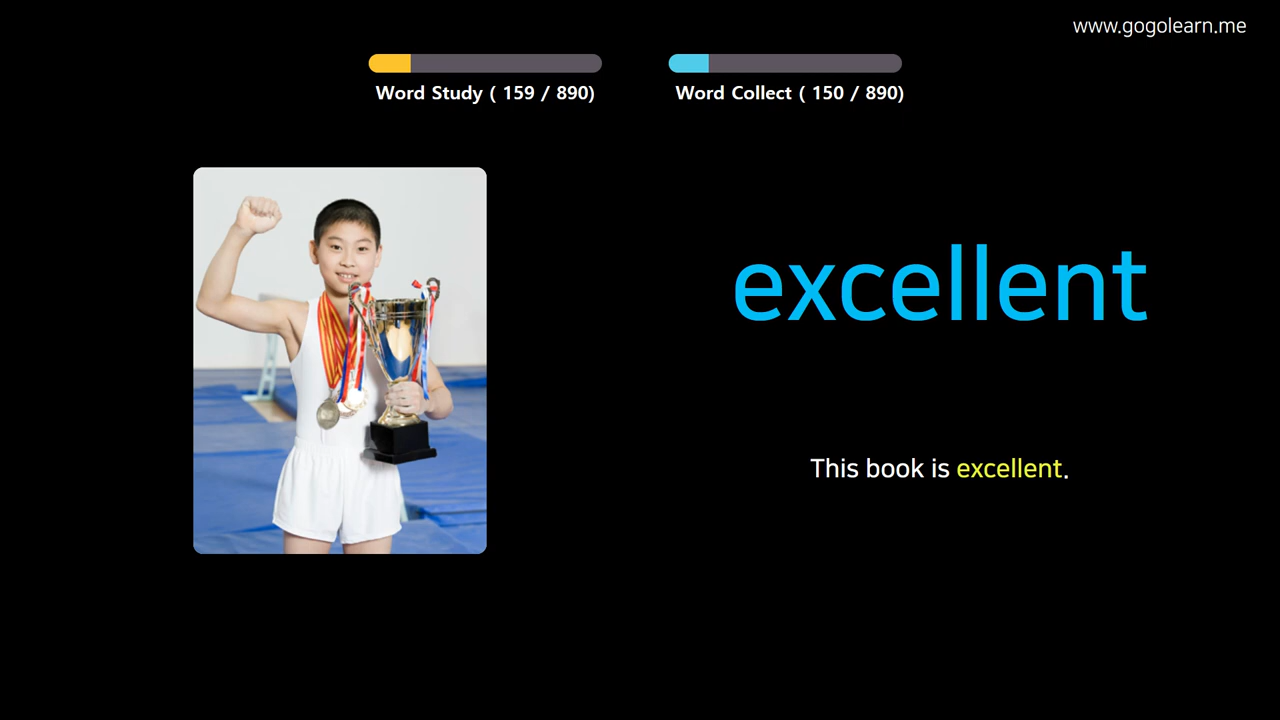 www.gogolearn.me
Word Study ( 159 / 890)
Word Collect ( 150 / 890)
excellent
This book is excellent.